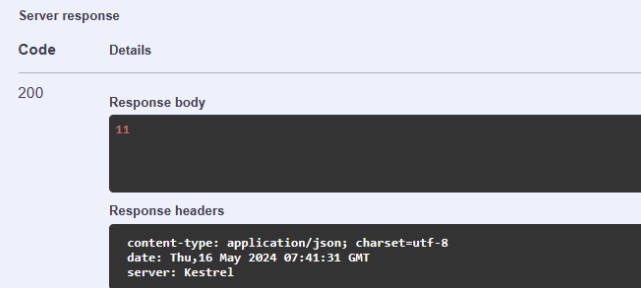 Server response
Code Details
200
Response body
11
Response headers
content-type: application/json; charset=utf-8
date: Thu,16 May 2024 07:41:31 GMT
server: Kestrel